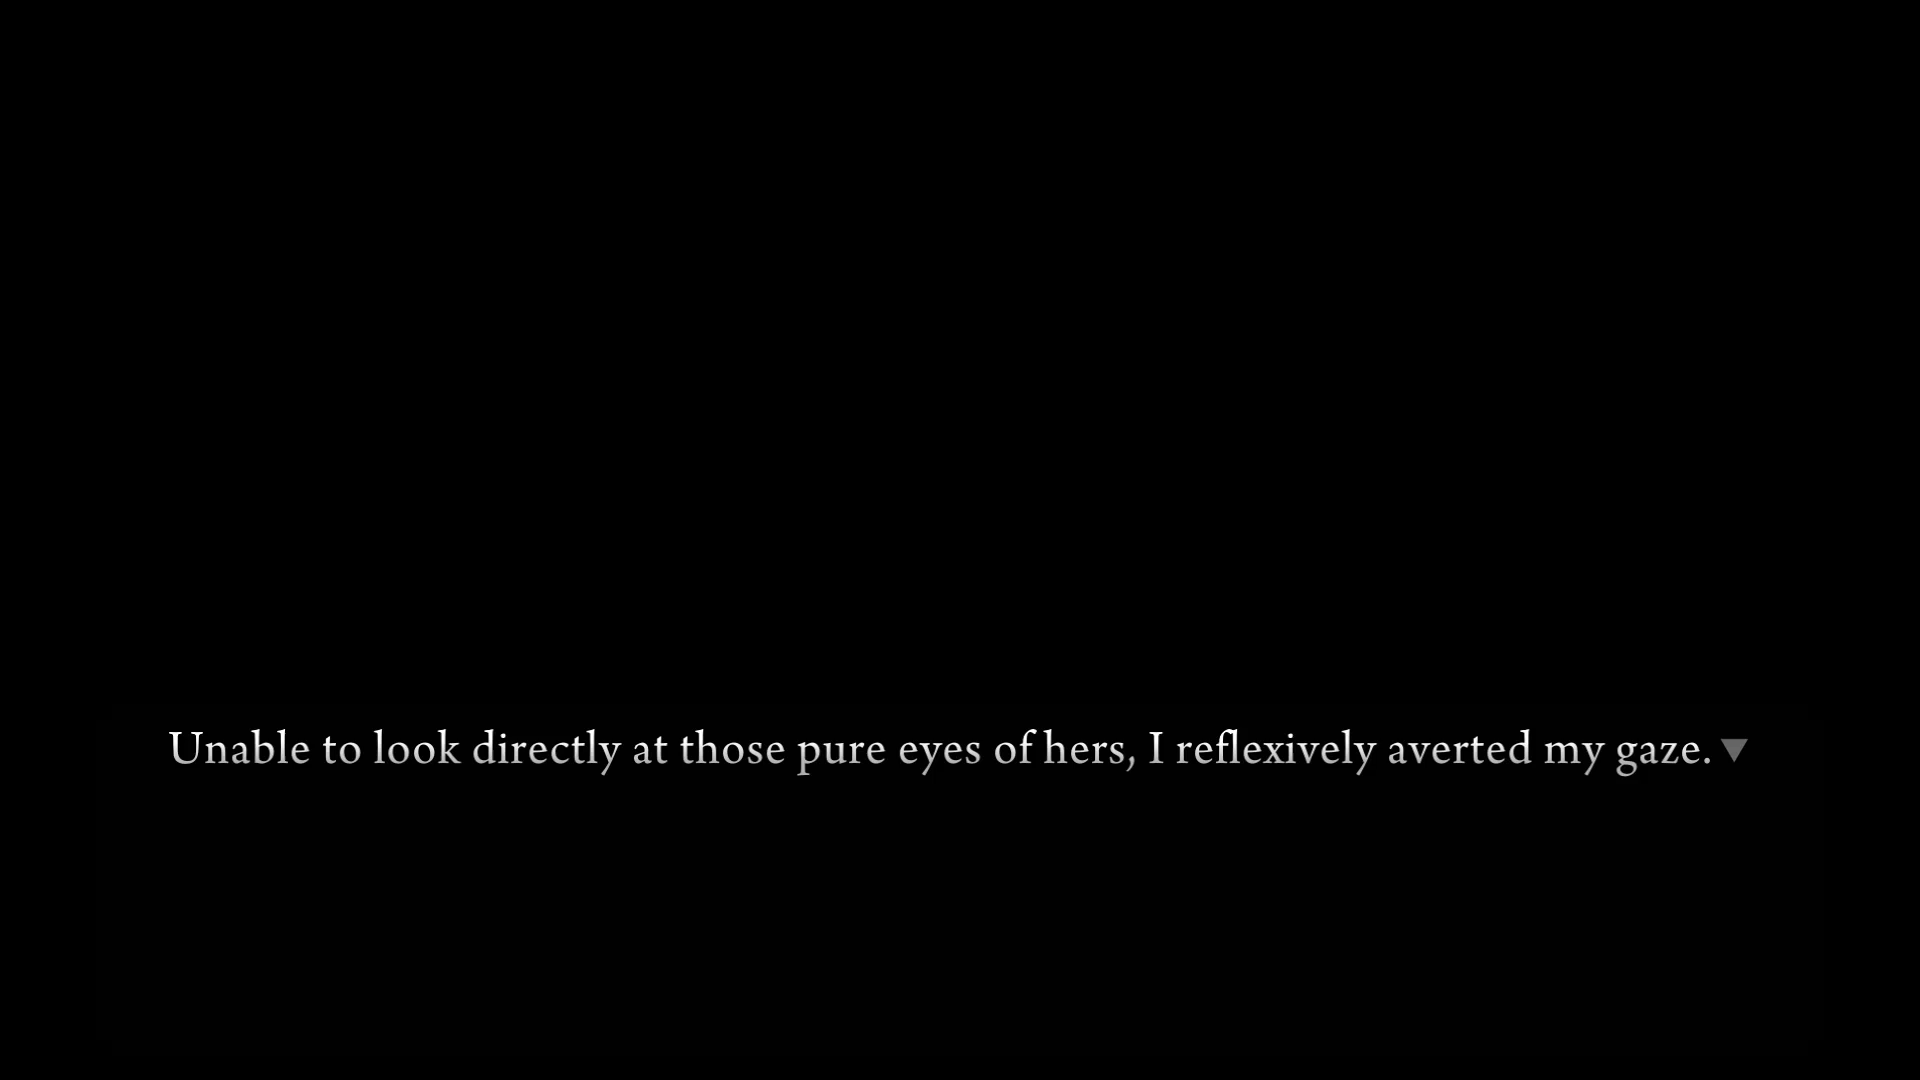 Unable to look directly at those pure eyes of hers, I reflexively averted my gaze.